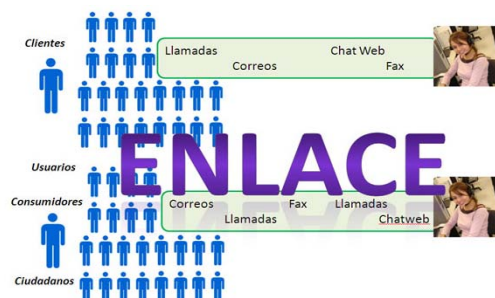 Clientes
Llamadas Chat Web
Correos Fax
ENLACE
Usuarios
Consumidores
Correos Fax Llamadas
Llamadas Chatweb
Ciudadanos